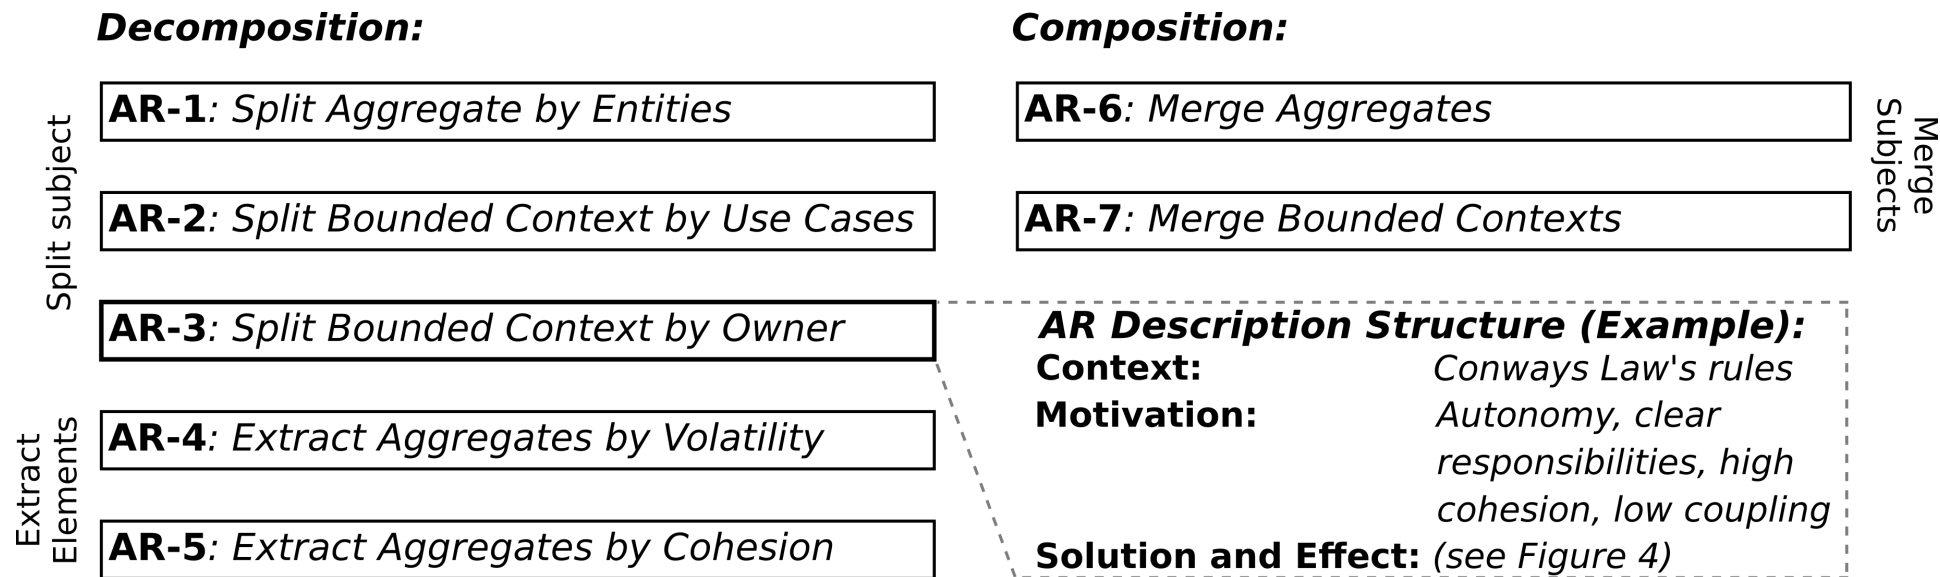 Decomposition:
Split subject
AR-1: Split Aggregate by Entities
AR-2: Split Bounded Context by Use Cases
AR-3: Split Bounded Context by Owner
Extract
Elements
AR-4: Extract Aggregates by Volatility
AR-5: Extract Aggregates by Cohesion
Composition:
AR-6: Merge Aggregates
AR-7: Merge Bounded Contexts
Merge
Subjects
AR Description Structure (Example):
Context: Conways Law's rules
Motivation: Autonomy, clear
responsibilities, high
cohesion, low coupling
Solution and Effect: (see Figure 4)